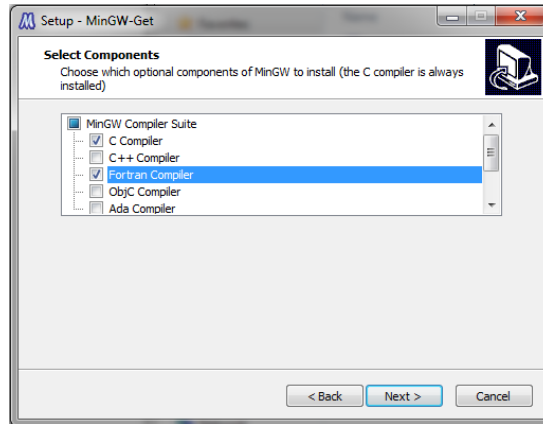 Setup - MinGW-Get
Select Components
Choose which optional components of MinGW to install (the C compiler is always
installed)
MinGW Compiler Suite
C Compiler
C++ Compiler
Fortran Compiler
ObjC Compiler
Ada Compiler
< Back
Next >
Cancel